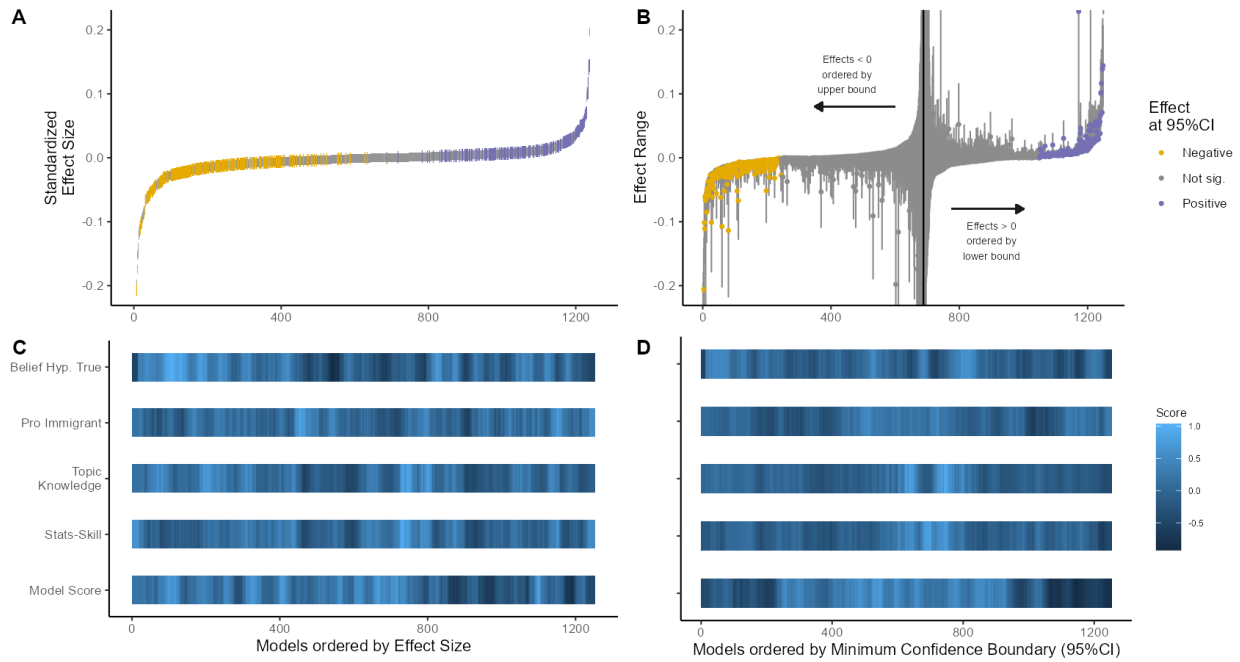 A
B
0.2
0.1
0.0
-0.1
-0.2
Standardized
Effect Size
0
400
800
1200
0.2
0.1
0.0
-0.1
-0.2
Effect Range
Effects < 0
ordered by
upper bound
Effects > 0
ordered by
lower bound
0
400
800
1200
Effect
at 95%CI
Negative
Not sig.
Positive
C
D
Belief Hyp. True
Pro Immigrant
Topic
Knowledge
Stats-Skill
Model Score
0
400
800
1200
Models ordered by Effect Size
0
400
800
1200
Models ordered by Minimum Confidence Boundary (95%CI)
Score
1.0
0.5
0.0
-0.5